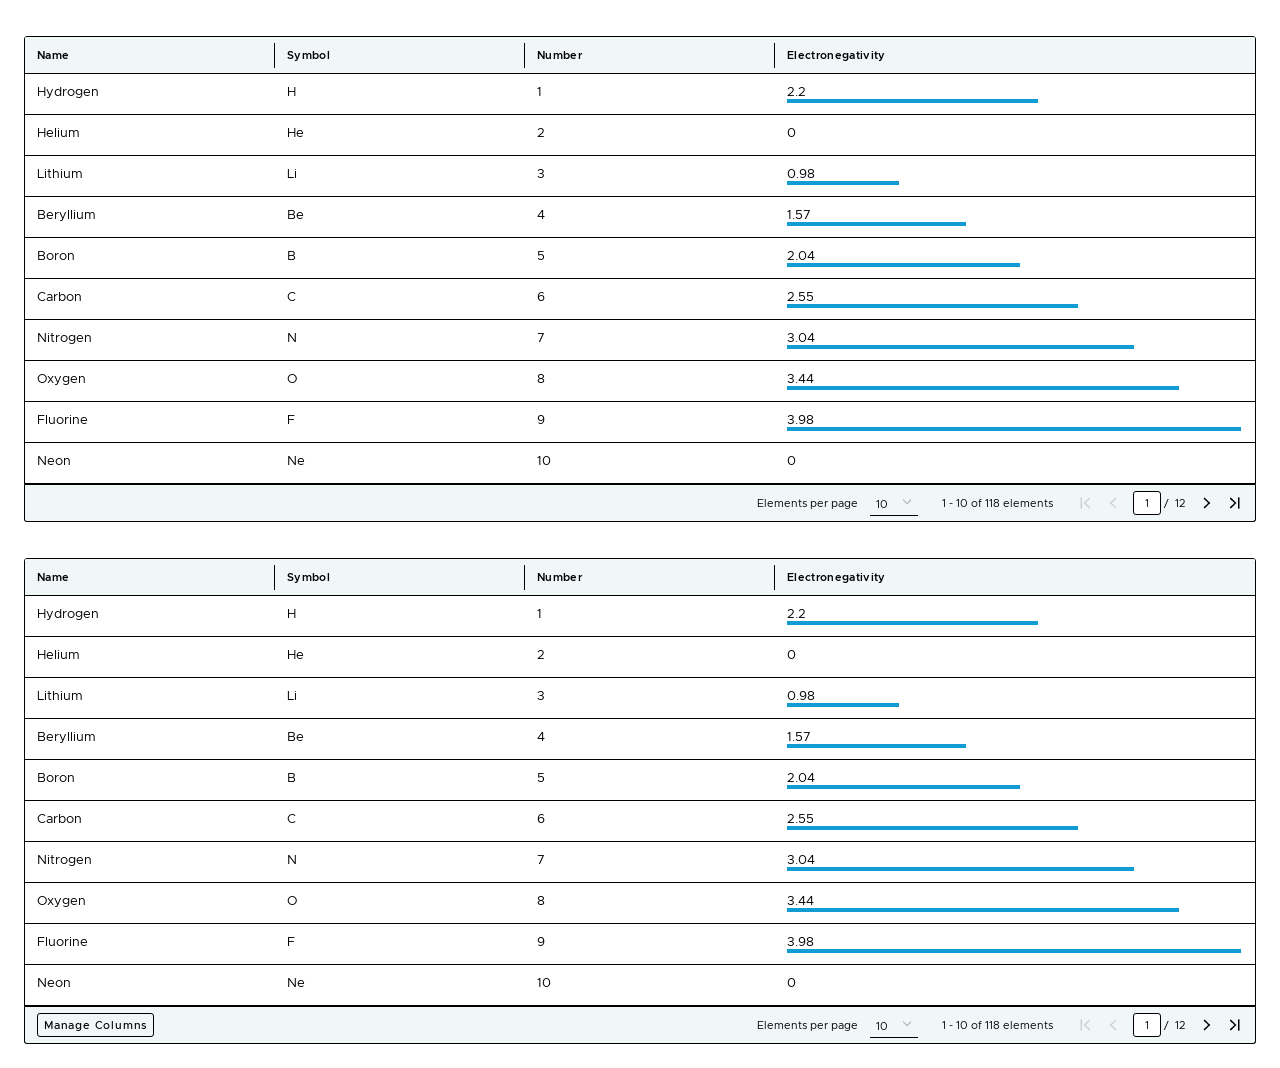 Name Symbol Number Electronegativity
Hydrogen H 1 2.2
Helium He 2 0
Lithium Li 3 0.98
Beryllium Be 4 1.57
Boron B 5 2.04
Carbon C 6 2.55
Nitrogen N 7 3.04
Oxygen O 8 3.44
Fluorine F 9 3.98
Neon Ne 10 0
Elements per page 10 1 - 10 of 118 elements 1 / 12
Name Symbol Number Electronegativity
Hydrogen H 1 2.2
Helium He 2 0
Lithium Li 3 0.98
Beryllium Be 4 1.57
Boron B 5 2.04
Carbon C 6 2.55
Nitrogen N 7 3.04
Oxygen O 8 3.44
Fluorine F 9 3.98
Neon Ne 10 0
Manage Columns Elements per page 10 1 - 10 of 118 elements 1 / 12